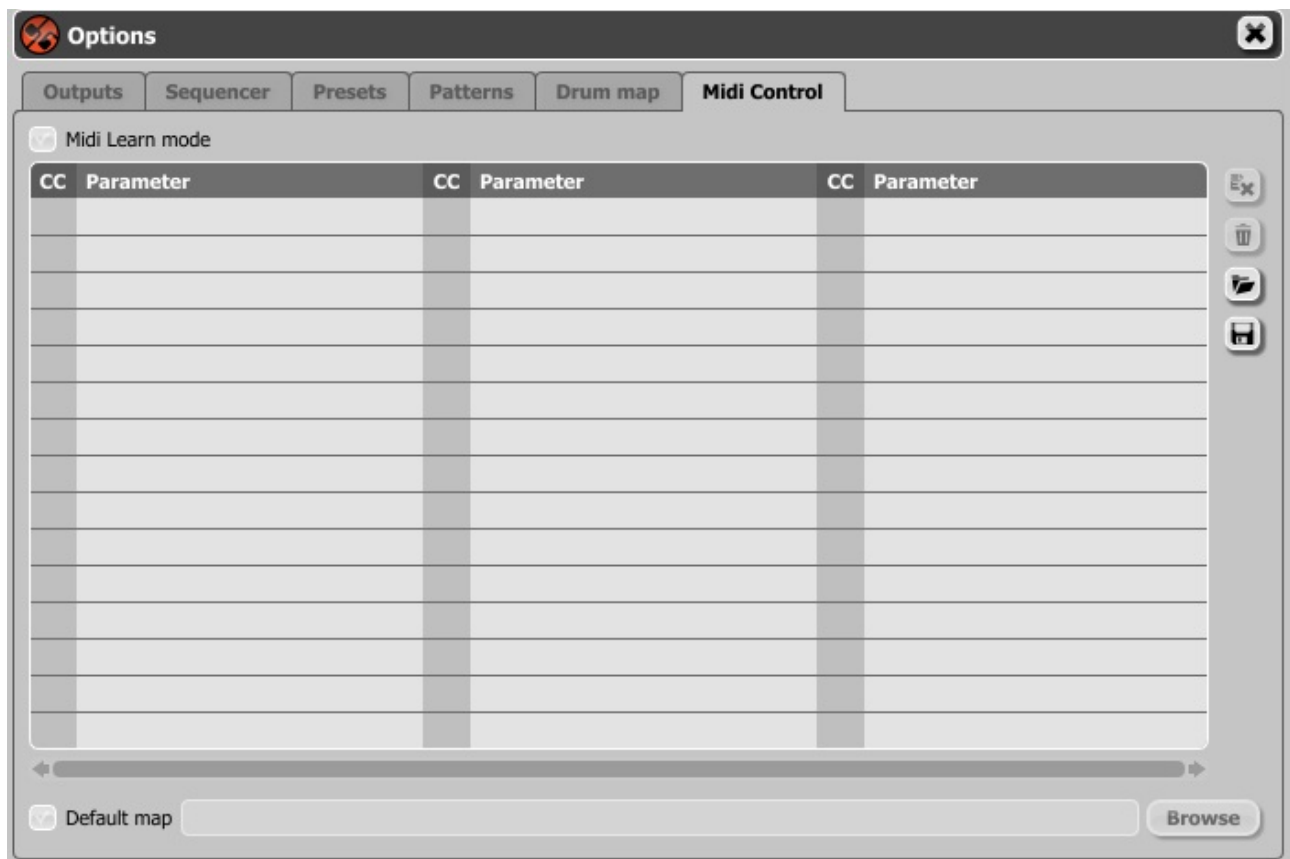 Options
Outputs Sequencer Presets Patterns Drum map Midi Control
Midi Learn mode
CC Parameter CC Parameter CC Parameter
Default map Browse